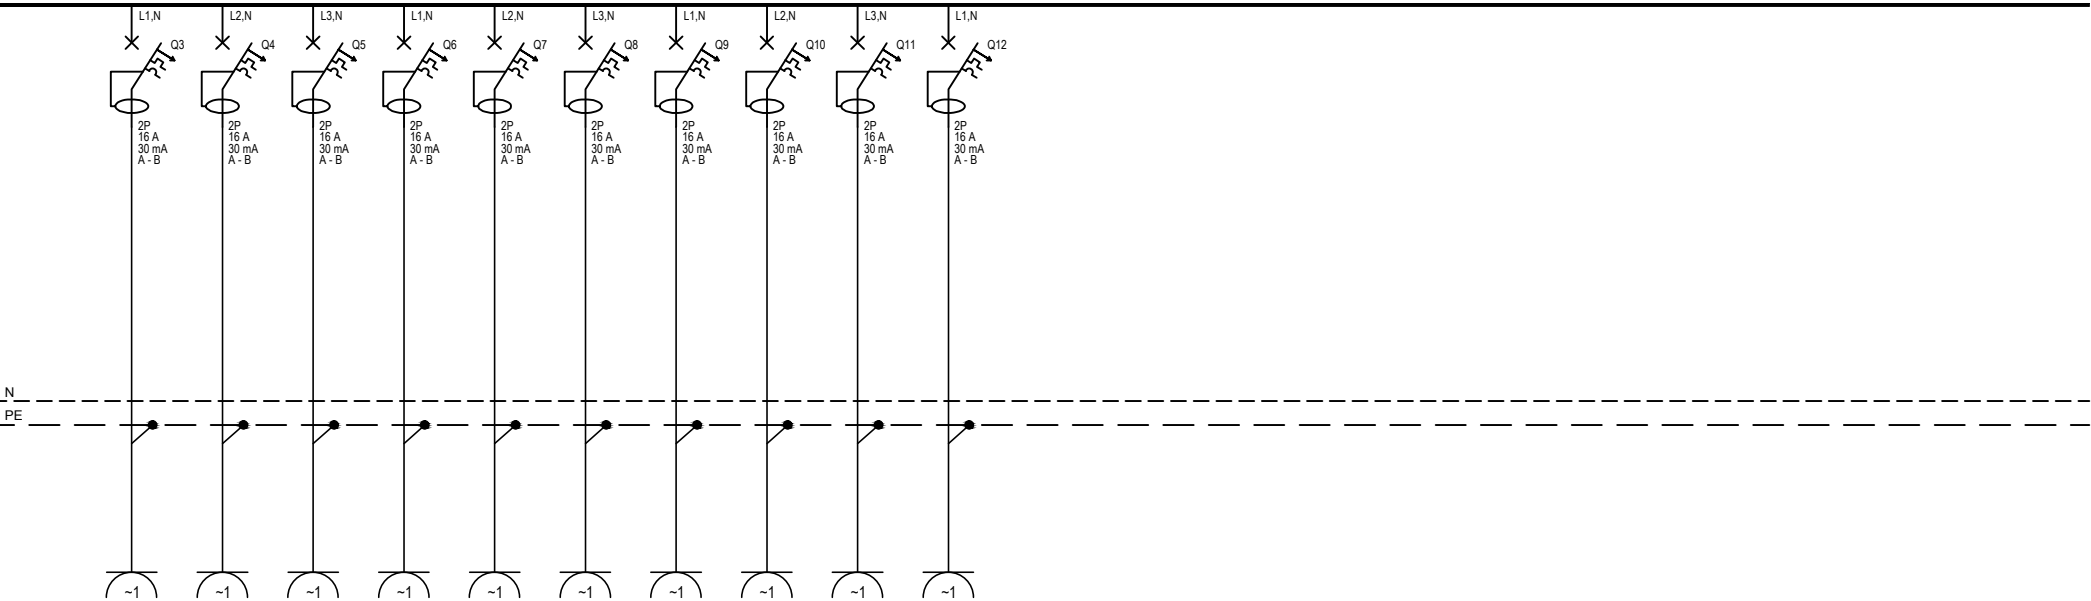 L1,N L2,N L3,N L1,N L2,N L3,N L1,N L2,N L3,N L1,N
Q3 Q4 Q5 Q6 Q7 Q8 Q9 Q10 Q11 Q12
2P 2P 2P 2P 2P 2P 2P 2P 2P 2P
16 A 16 A 16 A 16 A 16 A 16 A 16 A 16 A 16 A 16 A
30 mA 30 mA 30 mA 30 mA 30 mA 30 mA 30 mA 30 mA 30 mA 30 mA
A - B A - B A - B A - B A - B A - B A - B A - B A - B A - B
N
PE
~1 ~1 ~1 ~1 ~1 ~1 ~1 ~1 ~1 ~1